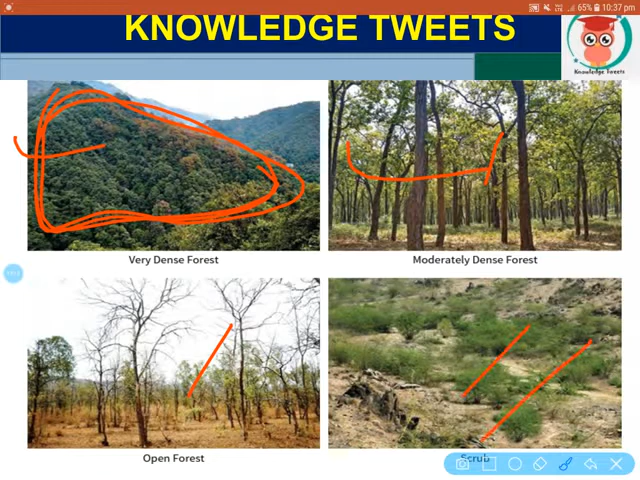 65% 10:37 pm
KNOWLEDGE TWEETS
Knowledge Tweets
Very Dense Forest
Moderately Dense Forest
Open Forest
Scrub